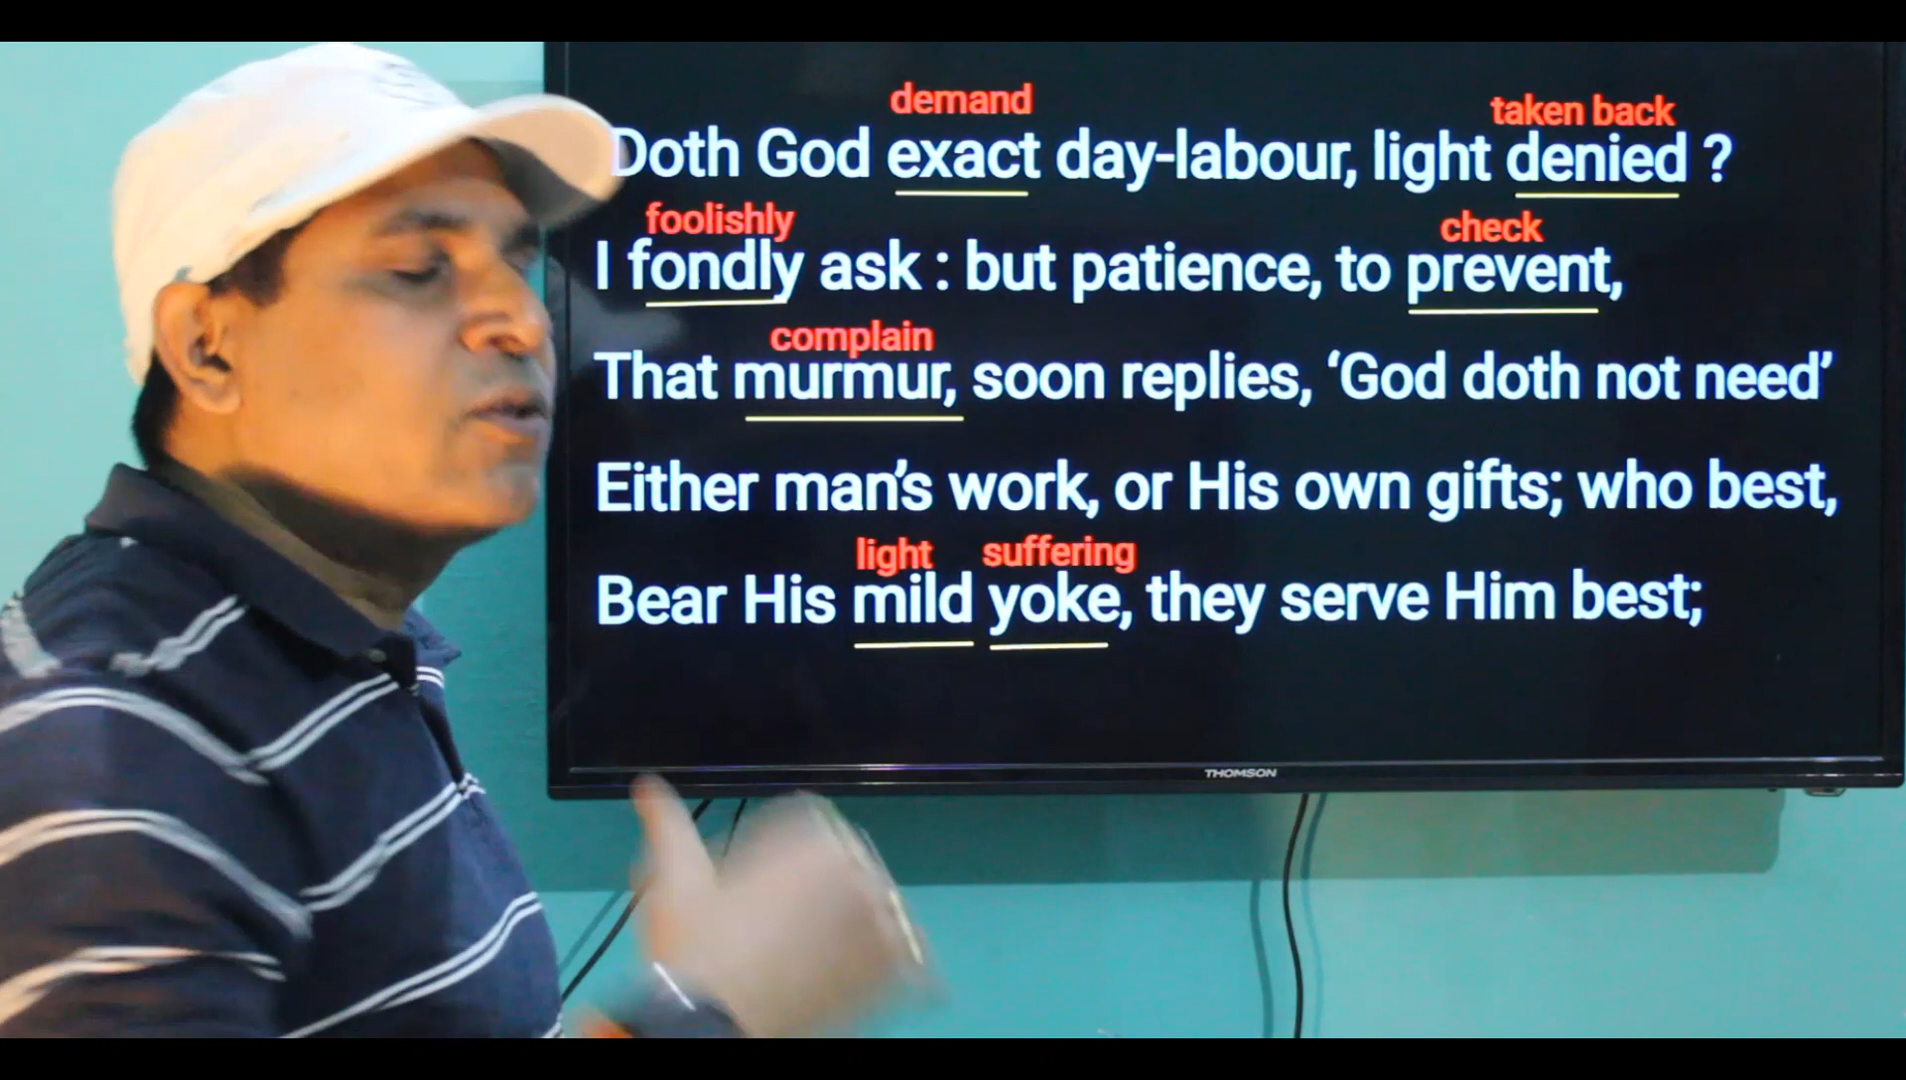 demand taken back
Doth God exact day-labour, light denied ?
foolishly check
I fondly ask : but patience, to prevent,
complain
That murmur, soon replies, ‘God doth not need’
Either man’s work, or His own gifts; who best,
light suffering
Bear His mild yoke, they serve Him best;
THOMSON